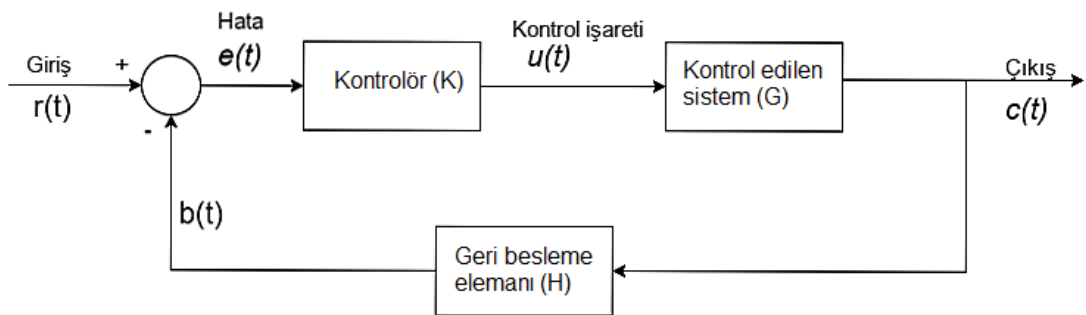 Giriş
r(t)
+
-
Hata
e(t)
Kontrolör (K)
Kontrol işareti
u(t)
Kontrol edilen
sistem (G)
Çıkış
c(t)
b(t)
Geri besleme
elemanı (H)